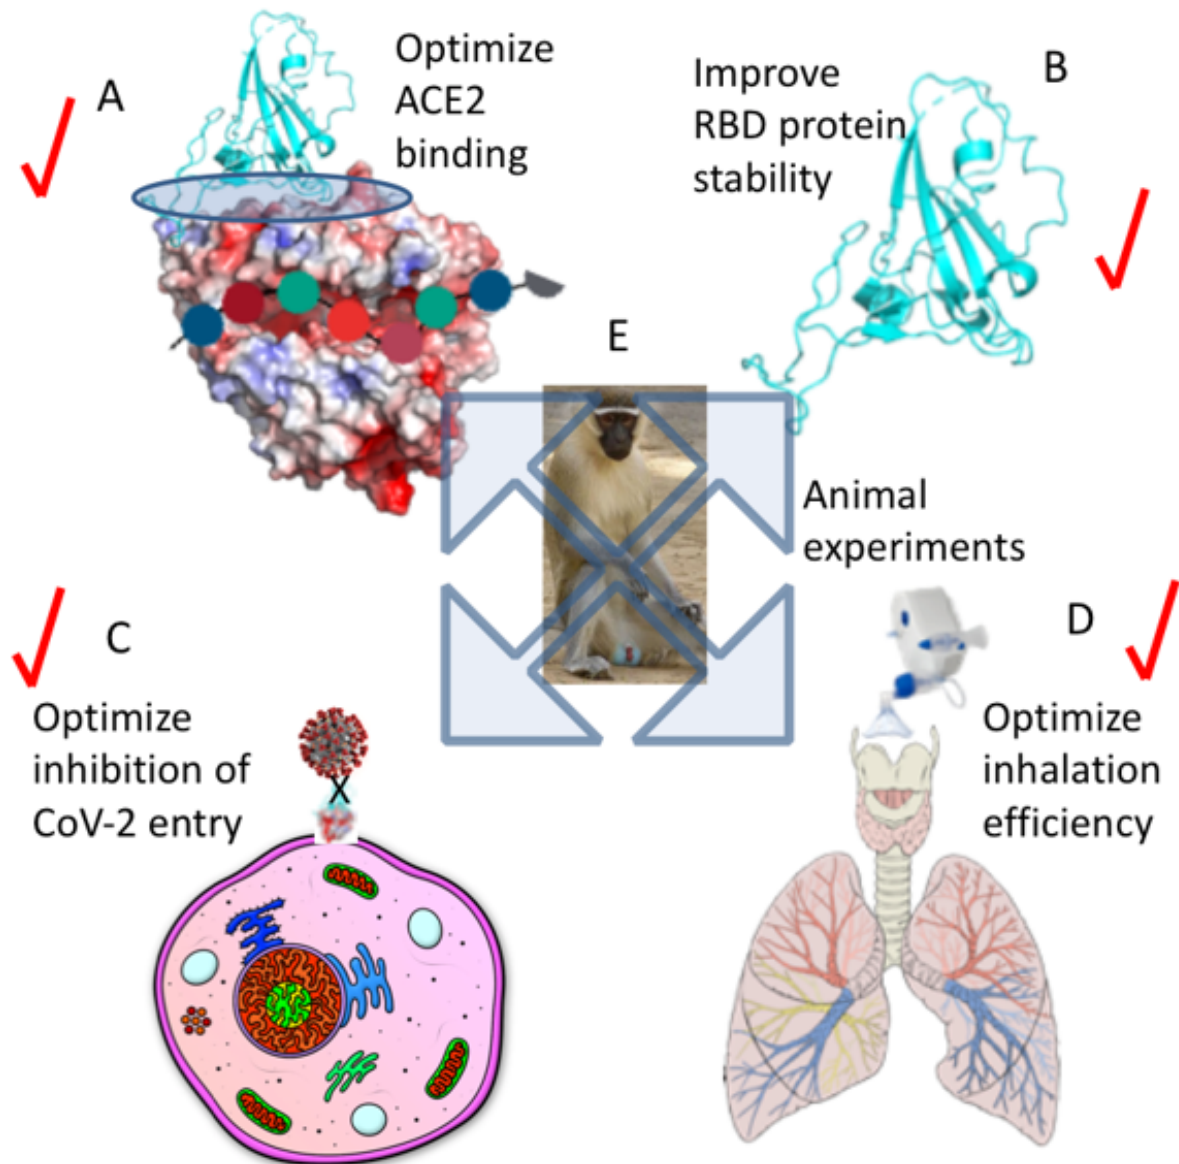 A
Optimize
ACE2
binding
Improve
RBD protein
stability
B
E
Animal
experiments
C
Optimize
inhibition of
CoV-2 entry
X
D
Optimize
inhalation
efficiency